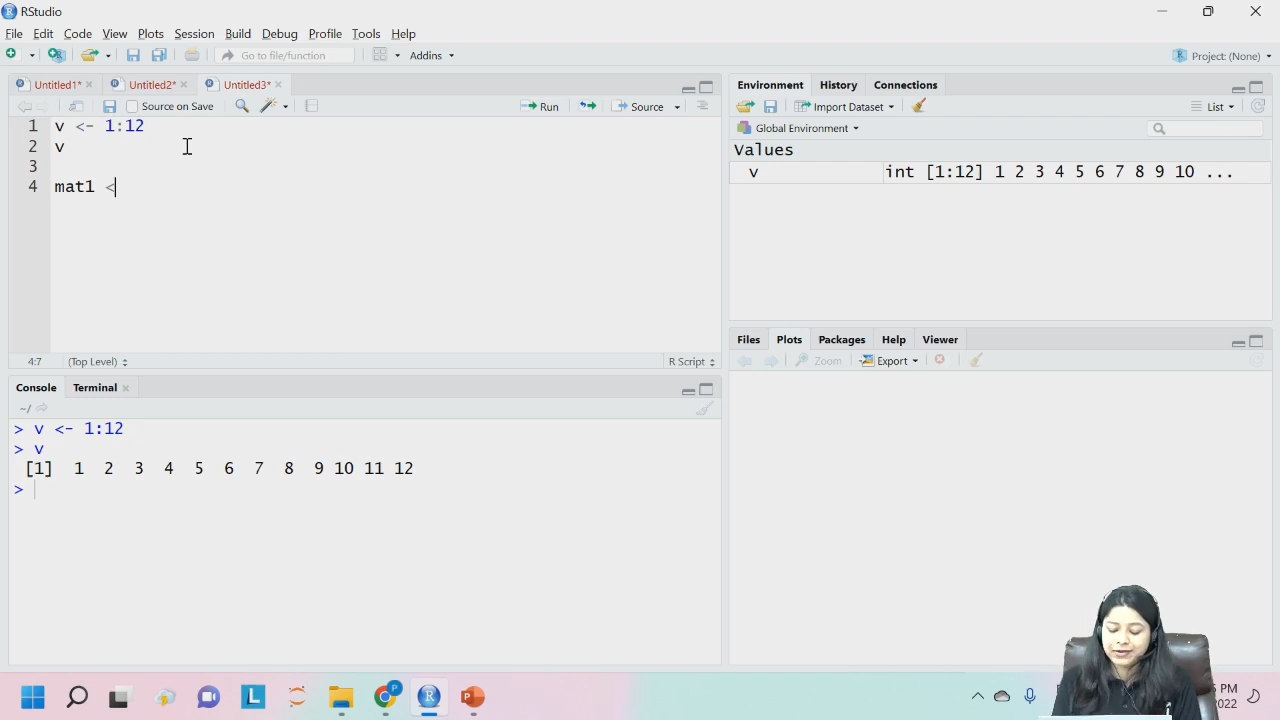 RStudio
File Edit Code View Plots Session Build Debug Profile Tools Help
Go to file/function Addins Project: (None)
Untitled1* Untitled2* Untitled3*
Source on Save Run Source
1 v <- 1:12
2 v
3
4 mat1 <
4:7 (Top Level) R Script
Console Terminal
~/
> v <- 1:12
> v
[1] 1 2 3 4 5 6 7 8 9 10 11 12
>
Environment History Connections
Import Dataset List
Global Environment
Values
v int [1:12] 1 2 3 4 5 6 7 8 9 10 ...
Files Plots Packages Help Viewer
Zoom Export
L P R P
PM
2022